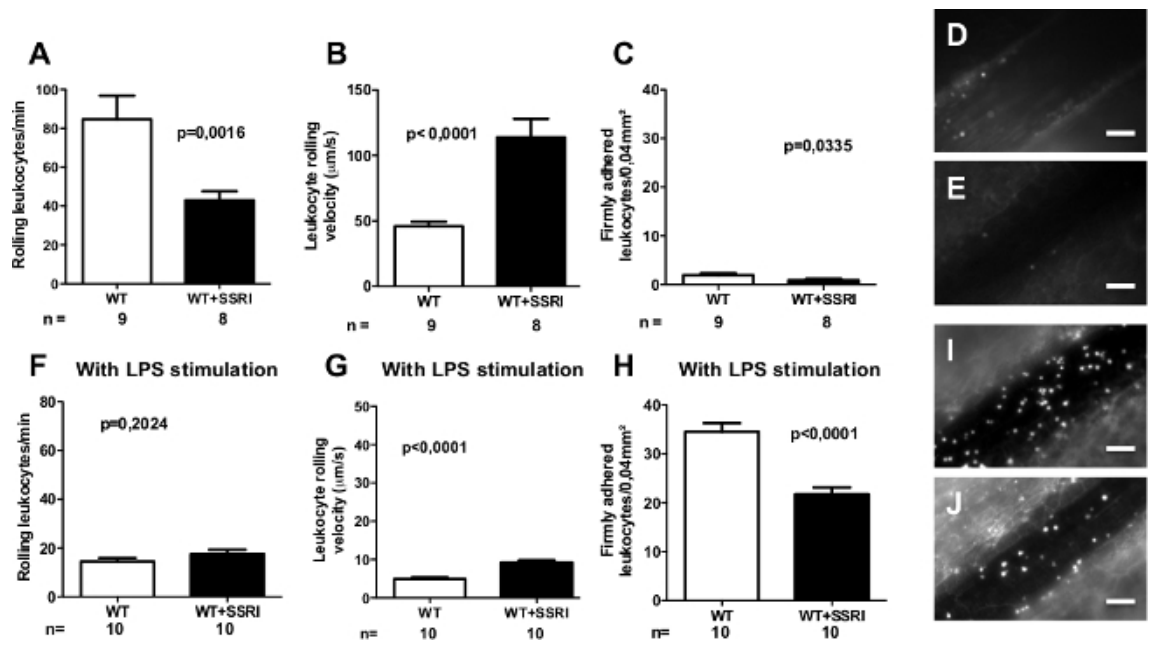 A
Rolling leukocytes/min
100
80
60
40
20
0
p=0,0016
WT
WT+SSRI
n =
9
8
B
Leukocyte rolling
velocity (µm/s)
150
100
50
0
p< 0,0001
WT
WT+SSRI
n =
9
8
C
Firmly adhered
leukocytes/0,04mm²
40
30
20
10
0
p=0,0335
WT
WT+SSRI
n =
9
8
D
E
F
With LPS stimulation
Rolling leukocytes/min
80
60
40
20
0
p=0,2024
WT
WT+SSRI
n=
10
10
G
With LPS stimulation
Leukocyte rolling
velocity (µm/s)
50
40
30
20
10
0
p<0,0001
WT
WT+SSRI
n=
10
10
H
With LPS stimulation
Firmly adhered
leukocytes/0,04mm²
40
30
20
10
0
p<0,0001
WT
WT+SSRI
n=
10
10
I
J